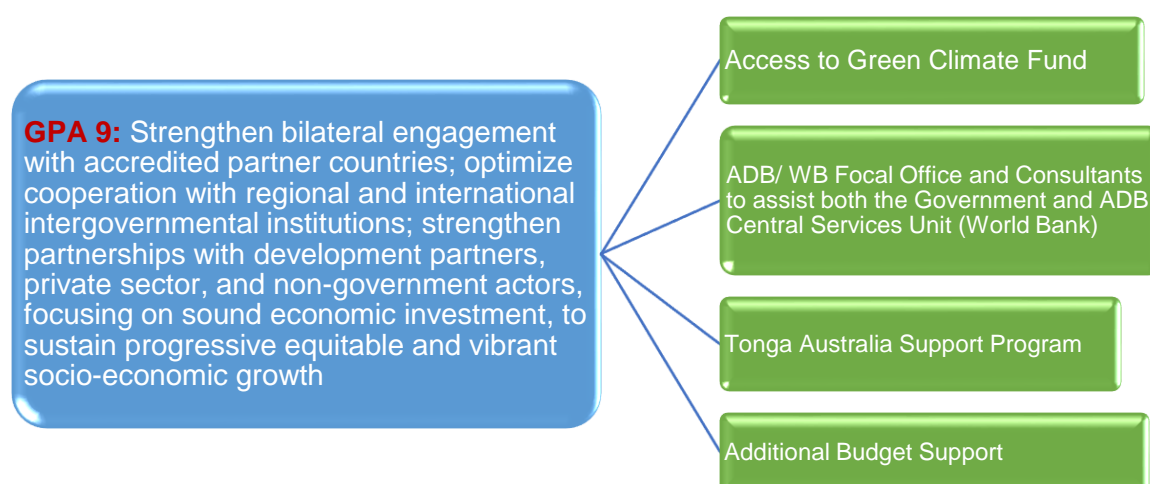 GPA 9: Strengthen bilateral engagement
with accredited partner countries; optimize
cooperation with regional and international
intergovernmental institutions; strengthen
partnerships with development partners,
private sector, and non-government actors,
focusing on sound economic investment, to
sustain progressive equitable and vibrant
socio-economic growth
Access to Green Climate Fund
ADB/ WB Focal Office and Consultants
to assist both the Government and ADB
Central Services Unit (World Bank)
Tonga Australia Support Program
Additional Budget Support